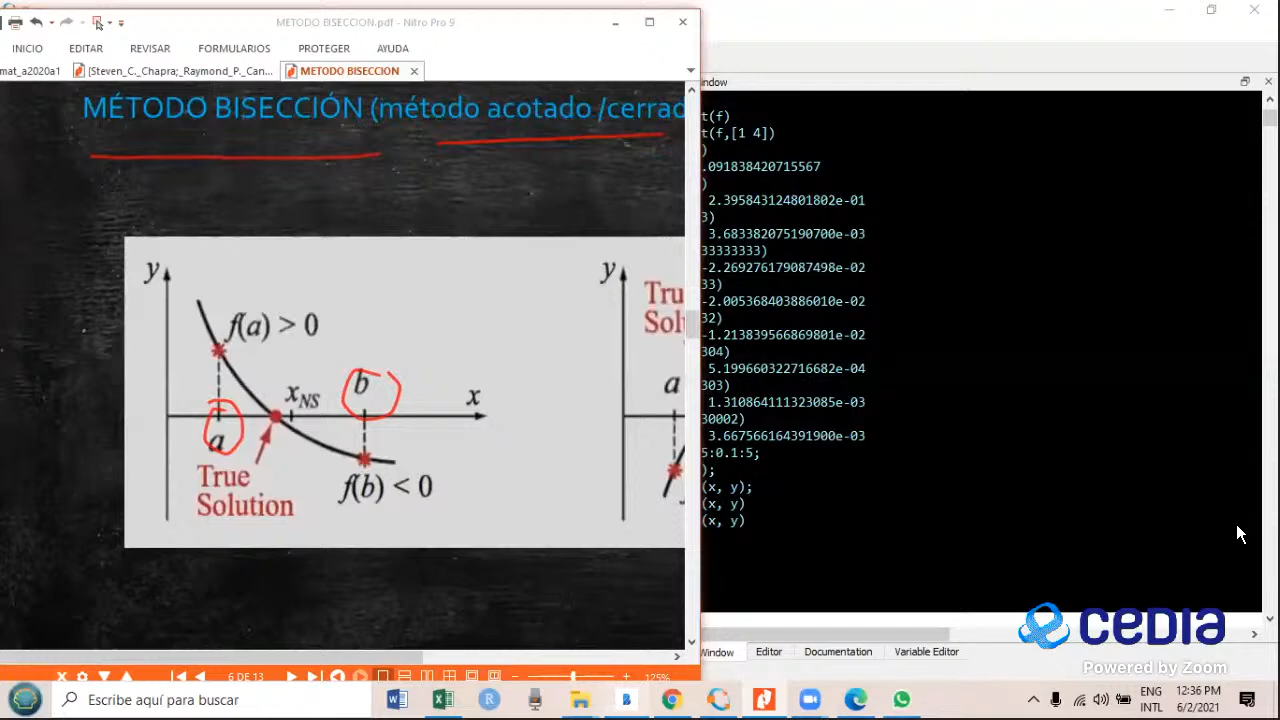 METODO BISECCION.pdf - Nitro Pro 9
INICIO EDITAR REVISAR FORMULARIOS PROTEGER AYUDA
mat_a2020a1 [Steven_C._Chapra;_Raymond_P._Can... METODO BISECCION
MÉTODO BISECCIÓN (método acotado /cerrad
y
f(a) > 0
x_NS
b
x
a
True
Solution
f(b) < 0
y
Tru
Sol
a
6 DE 13
125%
ndow
t(f)
t(f,[1 4])
)
.091838420715567
)
2.395843124801802e-01
3)
3.683382075190700e-03
33333333)
-2.269276179087498e-02
33)
-2.005368403886010e-02
32)
-1.213839566869801e-02
304)
5.199660322716682e-04
303)
1.310864111323085e-03
30002)
3.667566164391900e-03
5:0.1:5;
);
(x, y);
(x, y)
(x, y)
cedia
Window Editor Documentation Variable Editor
Powered by Zoom
Escribe aquí para buscar
ENG
INTL
12:36 PM
6/2/2021